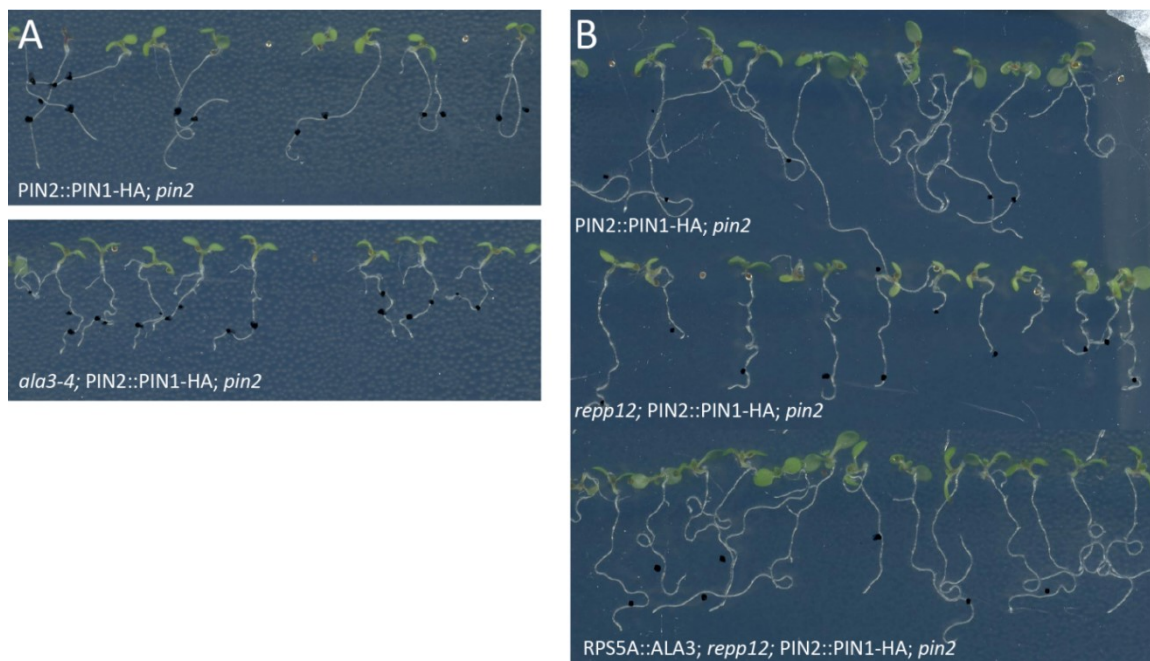 A
PIN2::PIN1-HA; pin2
ala3-4; PIN2::PIN1-HA; pin2
B
PIN2::PIN1-HA; pin2
repp12; PIN2::PIN1-HA; pin2
RPS5A::ALA3; repp12; PIN2::PIN1-HA; pin2